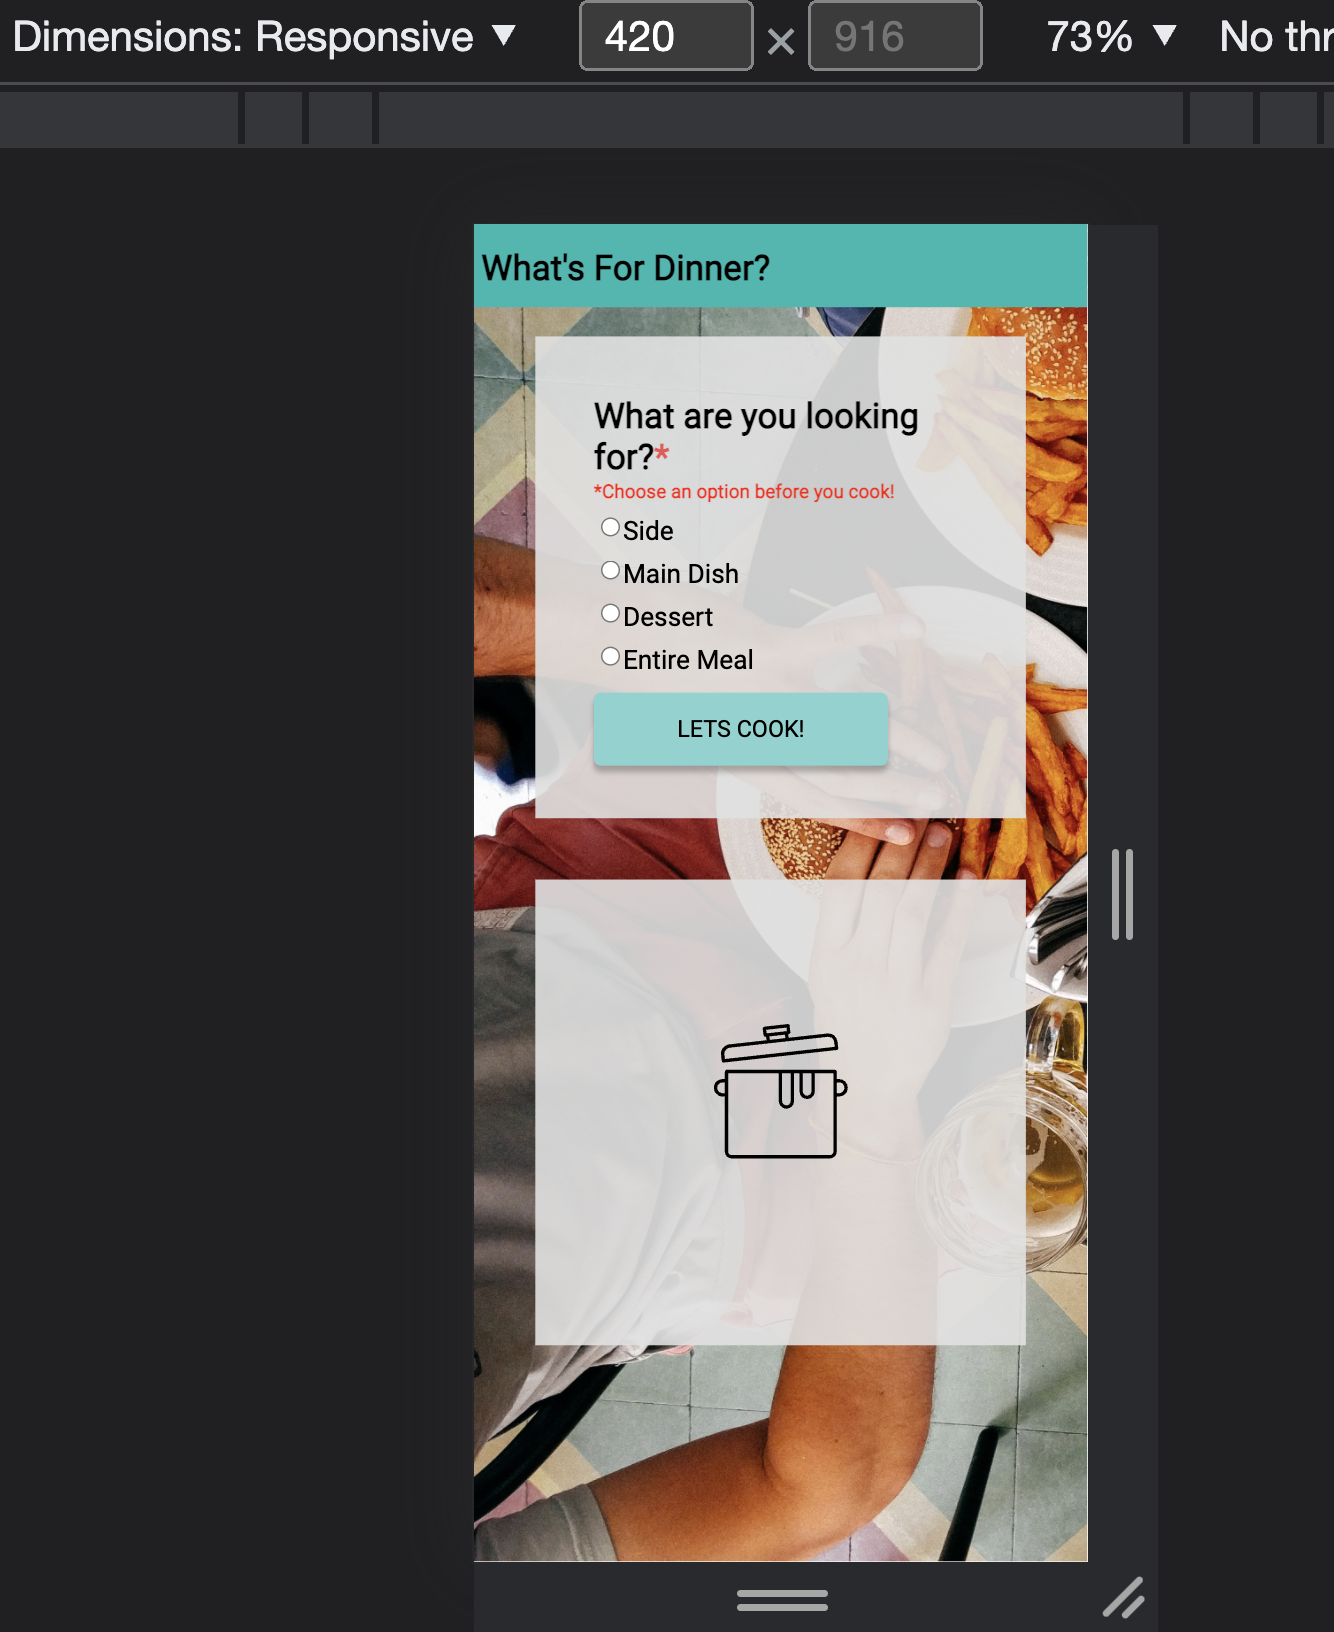 Dimensions: Responsive ▼ 420 × 916 73% ▼ No thr
What's For Dinner?
What are you looking
for?*
*Choose an option before you cook!
Side
Main Dish
Dessert
Entire Meal
LETS COOK!